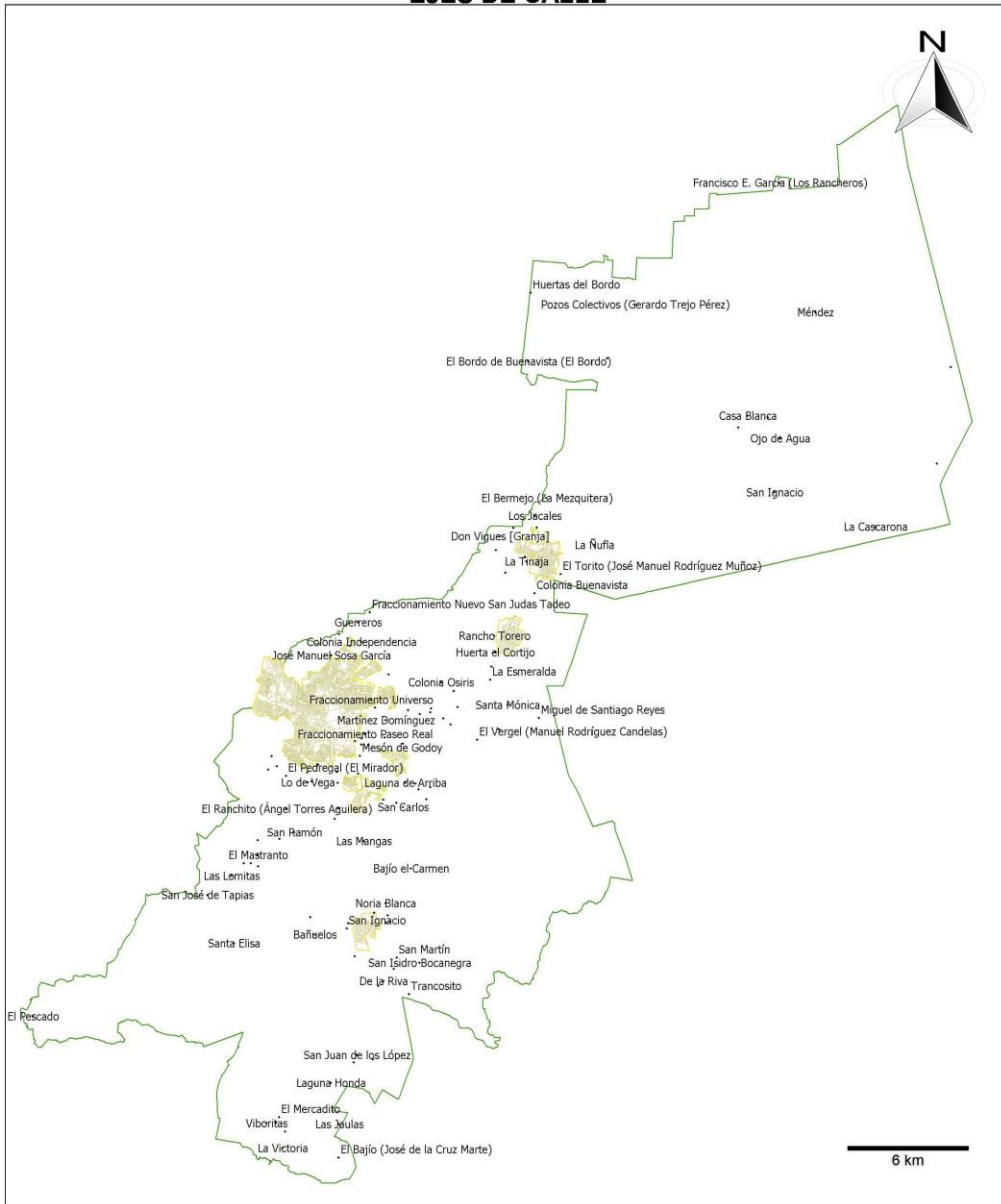 EJES DE CALLE
N
Francisco E. García (Los Rancheros)
Huertas del Bordo
Pozos Colectivos (Gerardo Trejo Pérez)
Méndez
El Bordo de Buenavista (El Bordo)
Casa Blanca
Ojo de Agua
San Ignacio
El Bermejo (La Mezquitera)
Los Jacales
La Cascarona
Don Vigues [Granja]
La Ñufla
La Tinaja
El Torito (José Manuel Rodríguez Muñoz)
Colonia Buenavista
Fraccionamiento Nuevo San Judas Tadeo
Guerreros
Rancho Torero
Colonia Independencia
Huerta el Cortijo
José Manuel Sosa García
La Esmeralda
Colonia Osiris
Fraccionamiento Universo
Santa Mónica
Miguel de Santiago Reyes
Martínez Domínguez
El Vergel (Manuel Rodríguez Candelas)
Fraccionamiento Paseo Real
Mesón de Godoy
El Pedregal (El Mirador)
Lo de Vega
Laguna de Arriba
El Ranchito (Ángel Torres Aguilera)
San Carlos
San Ramón
Las Mangas
El Mastranto
Bajío el Carmen
Las Lomitas
San José de Tapias
Noria Blanca
San Ignacio
Bañuelos
Santa Elisa
San Martín
San Isidro Bocanegra
De la Riva
Trancosito
El Pescado
San Juan de los López
Laguna Honda
El Mercadito
Viboritas
Las Jaulas
La Victoria
El Bajío (José de la Cruz Marte)
6 km